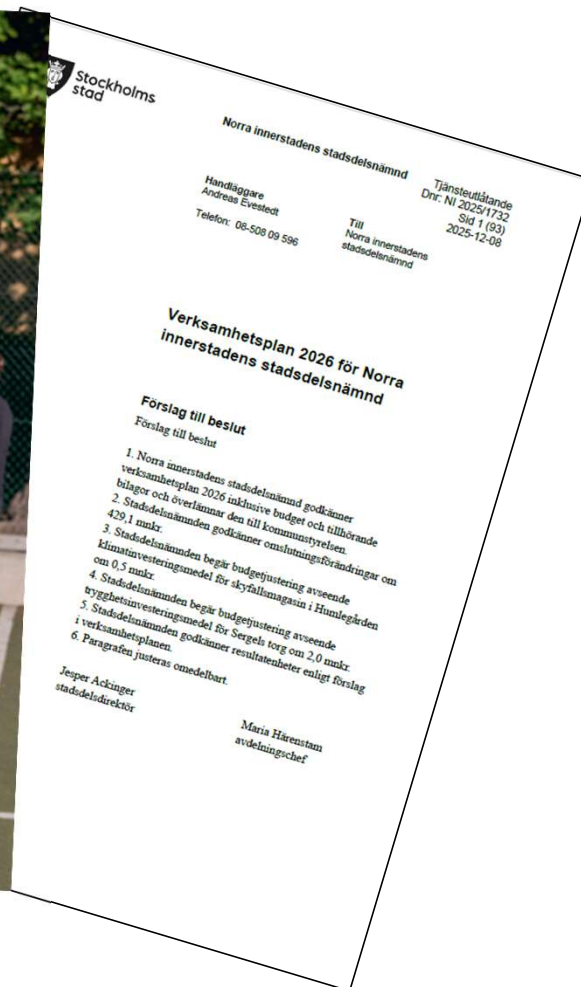 Stockholms
stad
Norra innerstadens stadsdelsnämnd
Tjänsteutlåtande
Dnr: NI 2025/1732
Sid 1 (93)
2025-12-08
Handläggare
Andreas Evestedt
Telefon: 08-508 09 596
Till
Norra innerstadens
stadsdelsnämnd
Verksamhetsplan 2026 för Norra
innerstadens stadsdelsnämnd
Förslag till beslut
Förslag till beslut
1. Norra innerstadens stadsdelsnämnd godkänner
verksamhetsplan 2026 inklusive budget och tillhörande
bilagor och överlämnar den till kommunstyrelsen.
2. Stadsdelsnämnden godkänner omslutningsförändringar om
429,1 mnkr.
3. Stadsdelsnämnden begär budgetjustering avseende
klimatinvesteringsmedel för skyfallsmagasin i Humlegården
om 0,5 mnkr.
4. Stadsdelsnämnden begär budgetjustering avseende
trygghetsinvesteringsmedel för Sergels torg om 2,0 mnkr.
5. Stadsdelsnämnden godkänner resultatenheter enligt förslag
i verksamhetsplanen.
6. Paragrafen justeras omedelbart.
Jesper Ackinger
stadsdelsdirektör
Maria Härenstam
avdelningschef